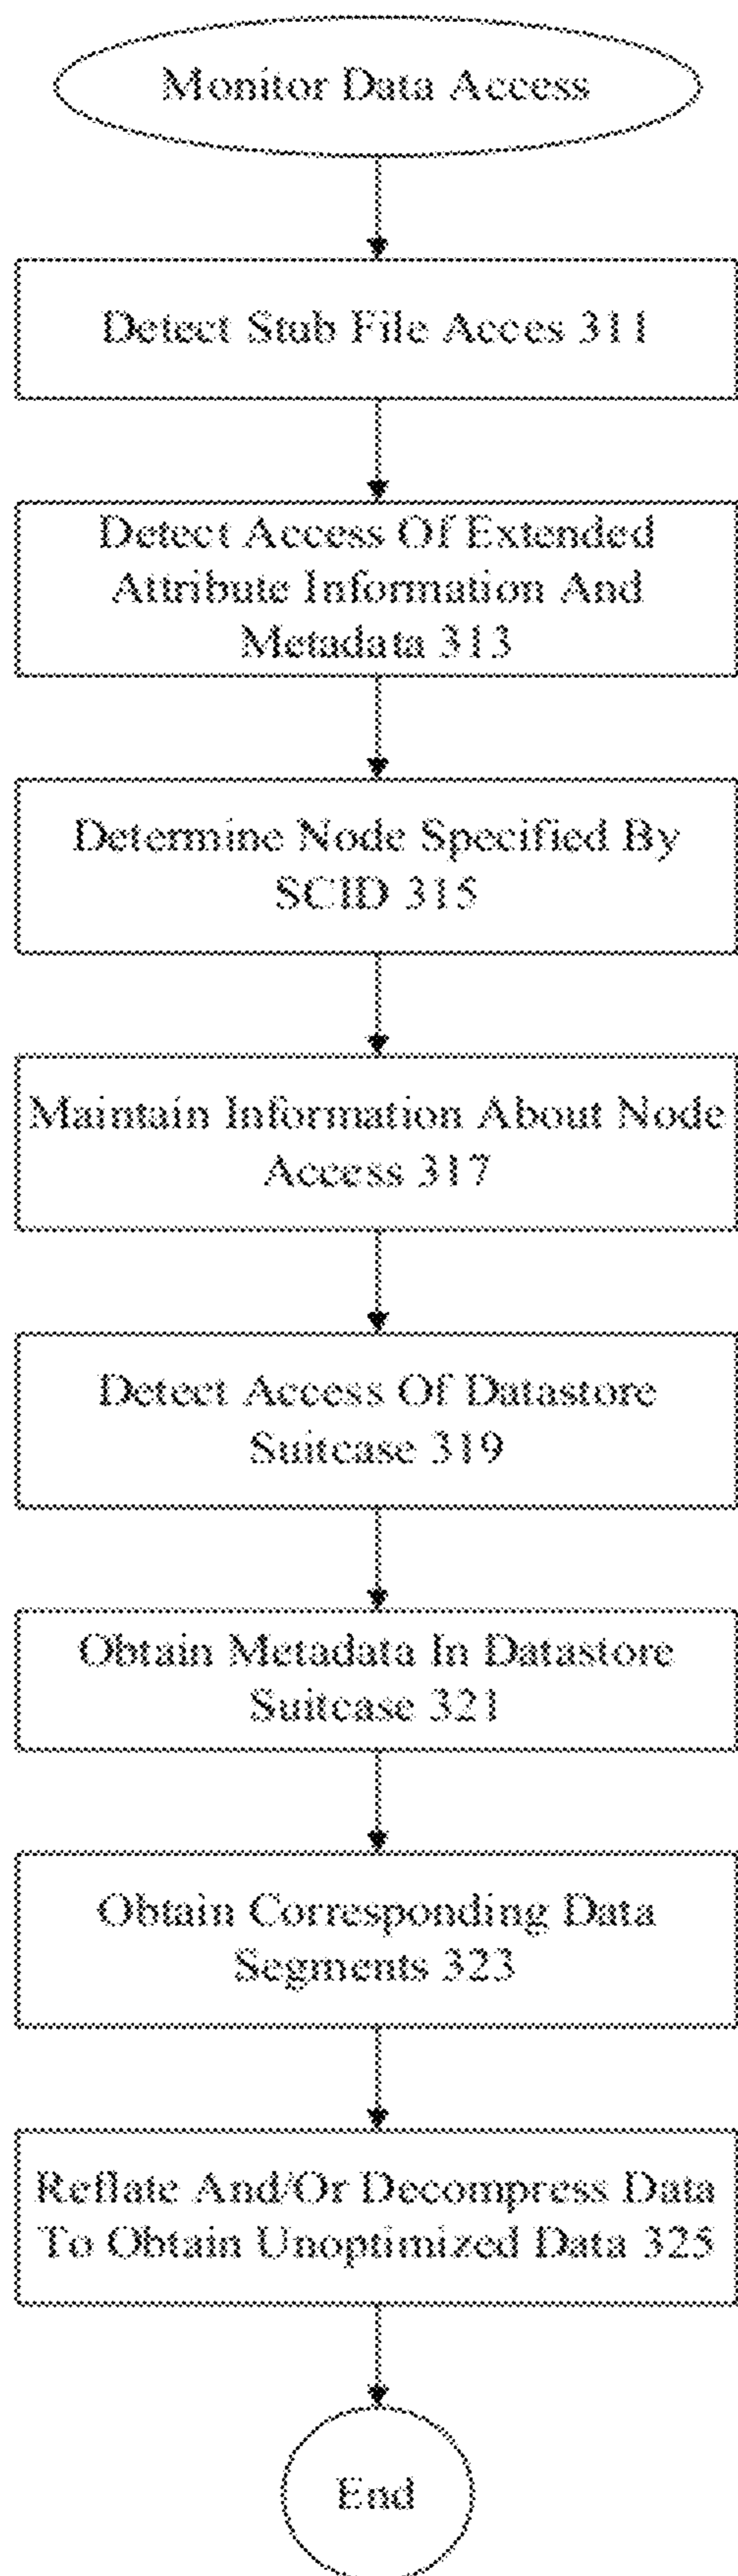 Monitor Data Access
Detect Stub File Acces 311
Detect Access Of Extended
Attribute Information And
Metadata 313
Determine Node Specified By
SCID 315
Maintain Information About Node
Access 317
Detect Access Of Datastore
Suitcase 319
Obtain Metadata In Datastore
Suitcase 321
Obtain Corresponding Data
Segments 323
Reflate And/Or Decompress Data
To Obtain Unoptimized Data 325
End